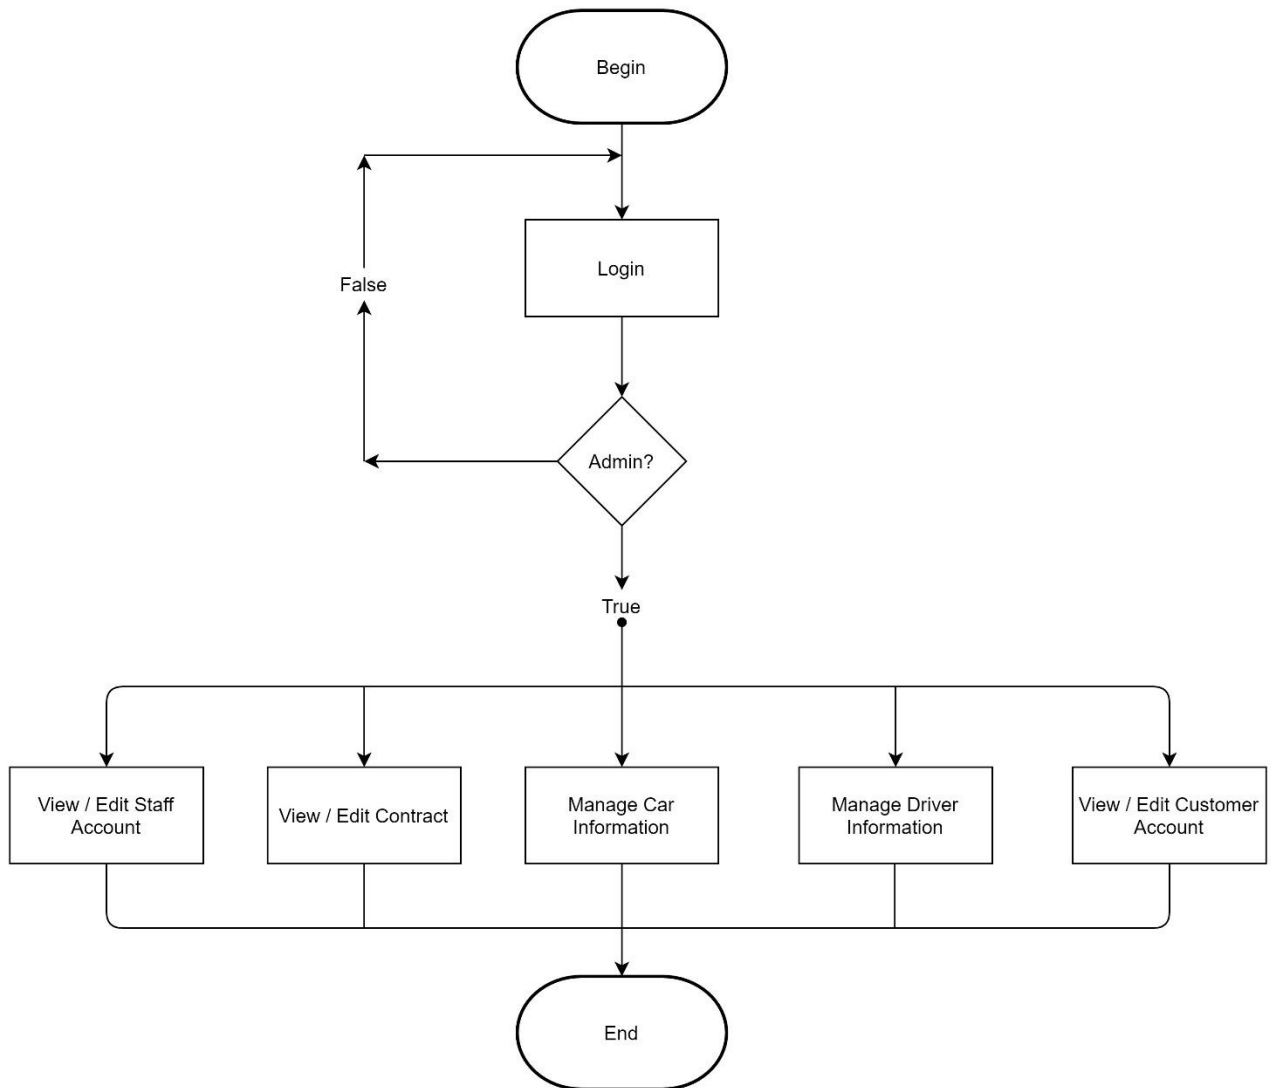 Begin
False
Login
Admin?
True
View / Edit Staff
Account
View / Edit Contract
Manage Car
Information
Manage Driver
Information
View / Edit Customer
Account
End